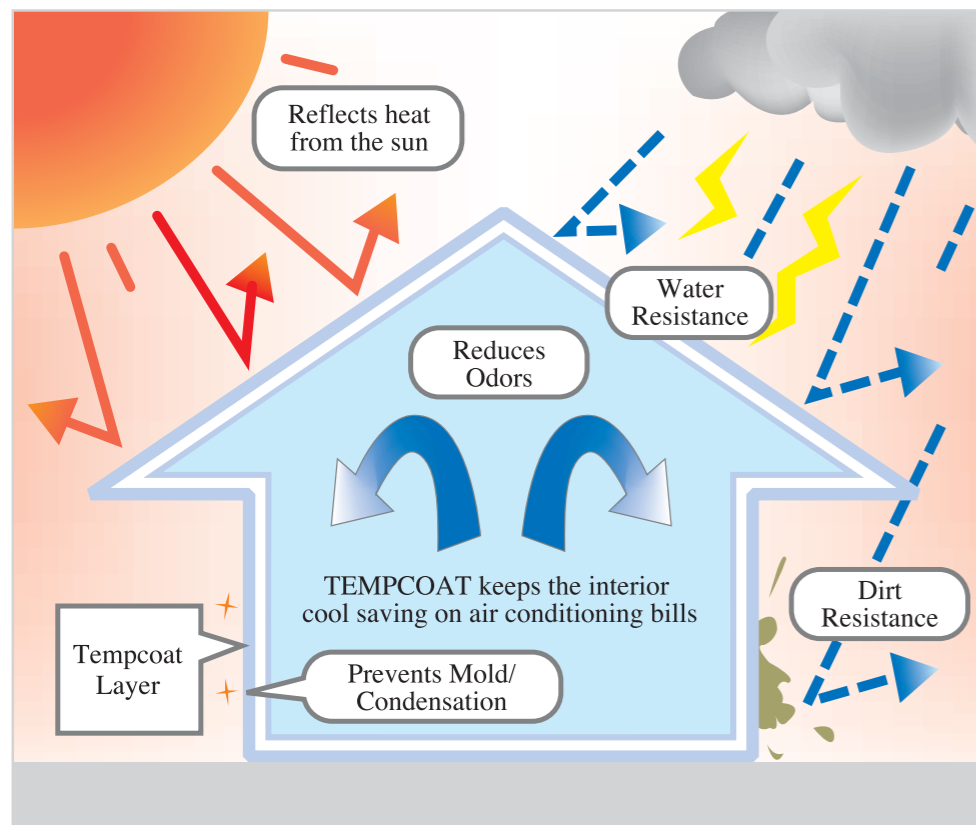 Reflects heat
from the sun
Water
Resistance
Reduces
Odors
TEMPCOAT keeps the interior
cool saving on air conditioning bills
Dirt
Resistance
Tempcoat
Layer
Prevents Mold/
Condensation